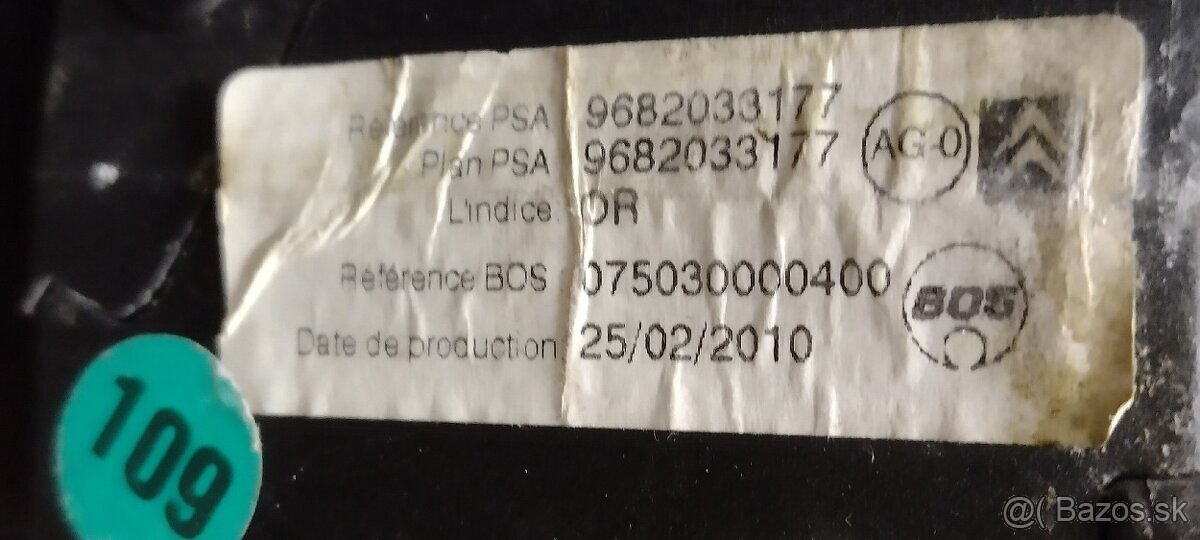 Référence PSA 9682033177
Plan PSA 9682033177
AG-0
L'indice OR
Référence BOS 075030000400
BOS
Date de production 25/02/2010
109
@( Bazos.sk